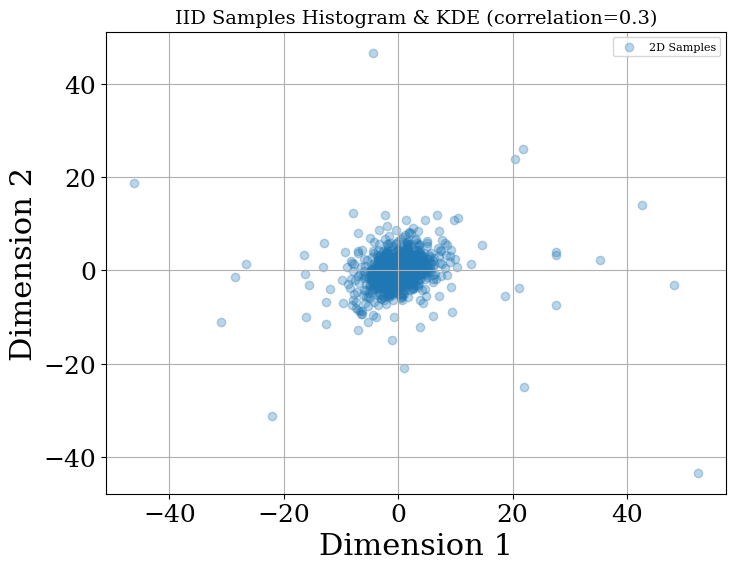 IID Samples Histogram & KDE (correlation=0.3)
2D Samples
40
20
0
−20
−40
Dimension 2
−40 −20 0 20 40
Dimension 1